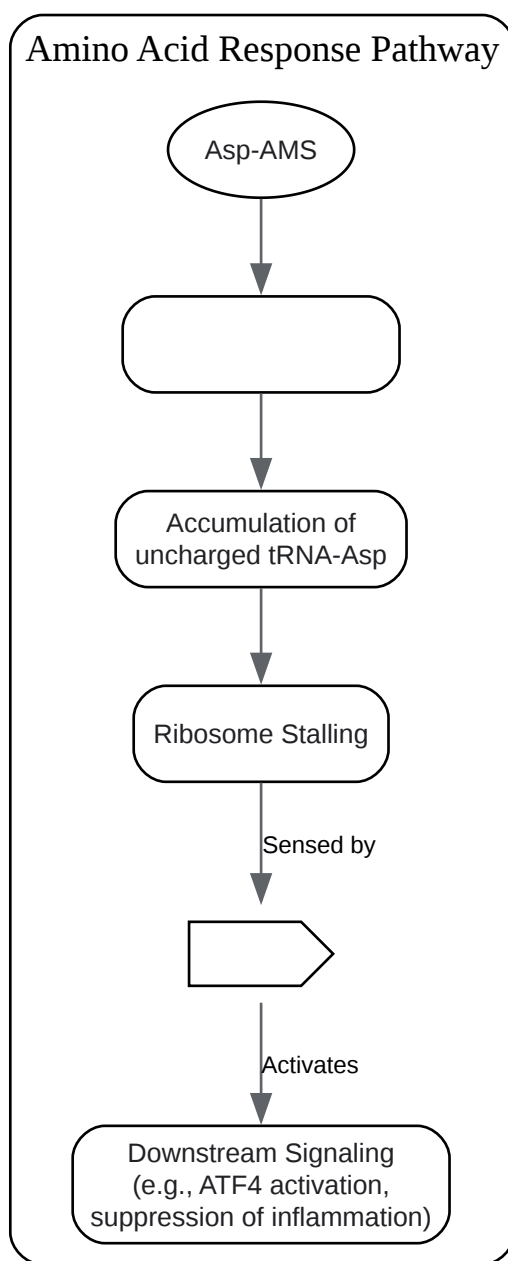 Amino Acid Response Pathway
Asp-AMS
Accumulation of
uncharged tRNA-Asp
Ribosome Stalling
Sensed by
Activates
Downstream Signaling
(e.g., ATF4 activation,
suppression of inflammation)